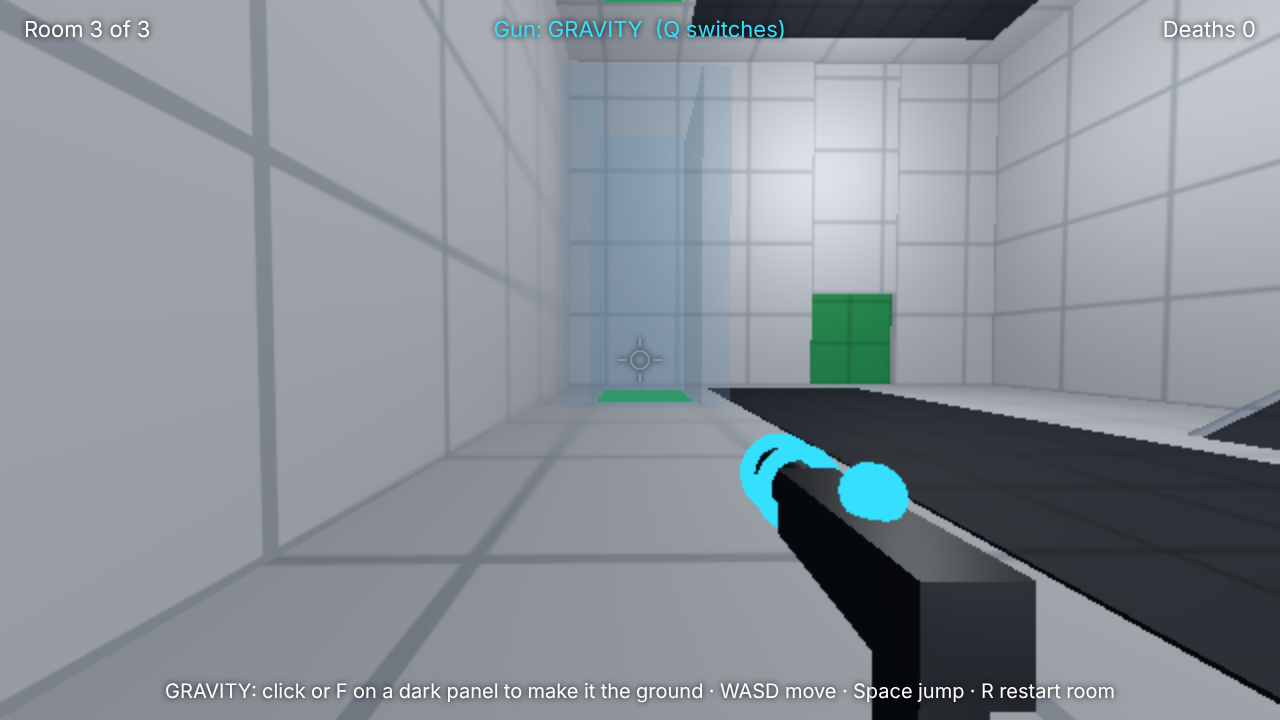 Room 3 of 3
Gun: GRAVITY (Q switches)
Deaths 0
GRAVITY: click or F on a dark panel to make it the ground · WASD move · Space jump · R restart room